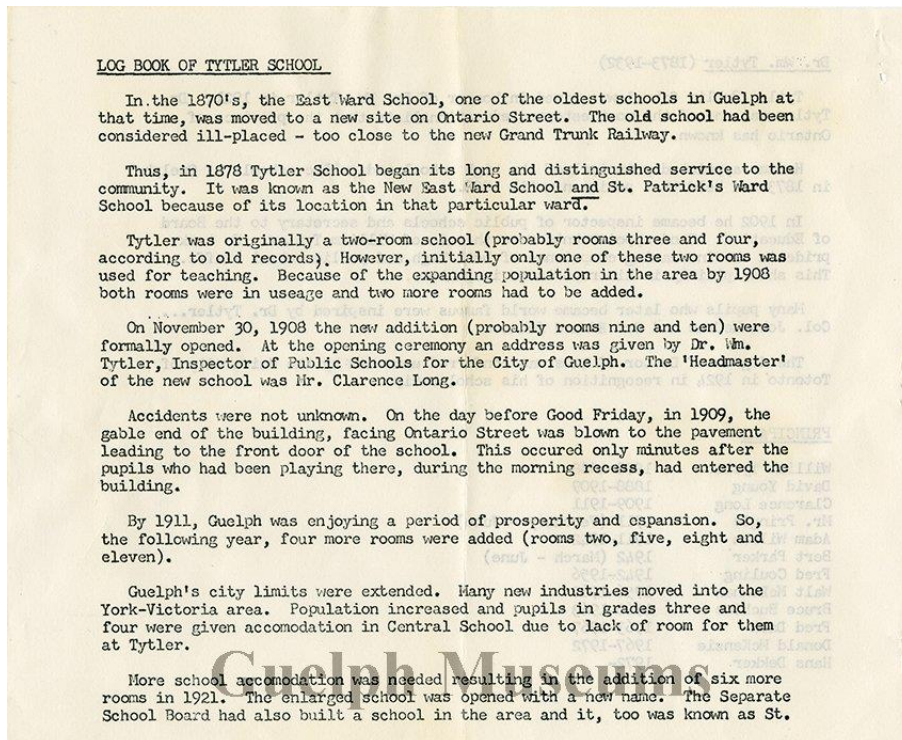 LOG BOOK OF TYTLER SCHOOL
In.the 1870's, the East Ward School, one of the oldest schools in Guelph at
that time, was moved to a new site on Ontario Street. The old school had been
considered ill-placed - too close to the new Grand Trunk Railway.
Thus, in 1878 Tytler School began its long and distinguished service to the
community. It was known as the New East Ward School and St. Patrick's Ward
School because of its location in that particular ward.
Tytler was originally a two-room school (probably rooms three and four,
according to old records). However, initially only one of these two rooms was
used for teaching. Because of the expanding population in the area by 1908
both rooms were in useage and two more rooms had to be added.
On November 30, 1908 the new addition (probably rooms nine and ten) were
formally opened. At the opening ceremony an address was given by Dr. Wm.
Tytler, Inspector of Public Schools for the City of Guelph. The 'Headmaster'
of the new school was Mr. Clarence Long.
Accidents were not unknown. On the day before Good Friday, in 1909, the
gable end of the building, facing Ontario Street was blown to the pavement
leading to the front door of the school. This occured only minutes after the
pupils who had been playing there, during the morning recess, had entered the
building.
By 1911, Guelph was enjoying a period of prosperity and espansion. So,
the following year, four more rooms were added (rooms two, five, eight and
eleven).
Guelph's city limits were extended. Many new industries moved into the
York-Victoria area. Population increased and pupils in grades three and
four were given accomodation in Central School due to lack of room for them
at Tytler.
More school accomodation was needed resulting in the addition of six more
rooms in 1921. The enlarged school was opened with a new name. The Separate
School Board had also built a school in the area and it, too was known as St.
Guelph Museums